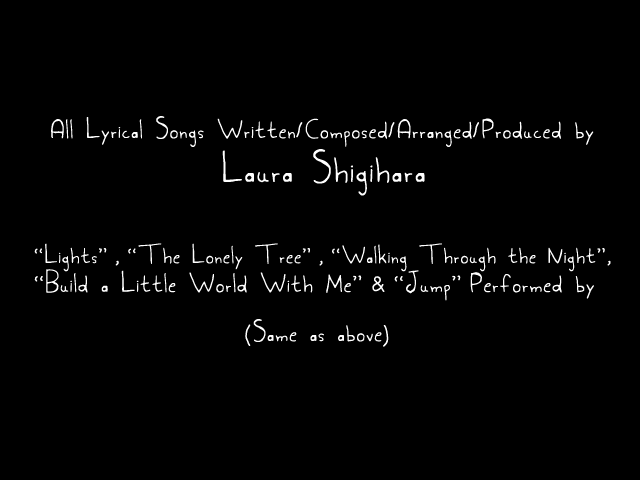 All Lyrical Songs Written/Composed/Arranged/Produced by
Laura Shigihara
“Lights” , “The Lonely Tree” , “Walking Through the Night”,
“Build a Little World With Me” & “Jump” Performed by
(Same as above)